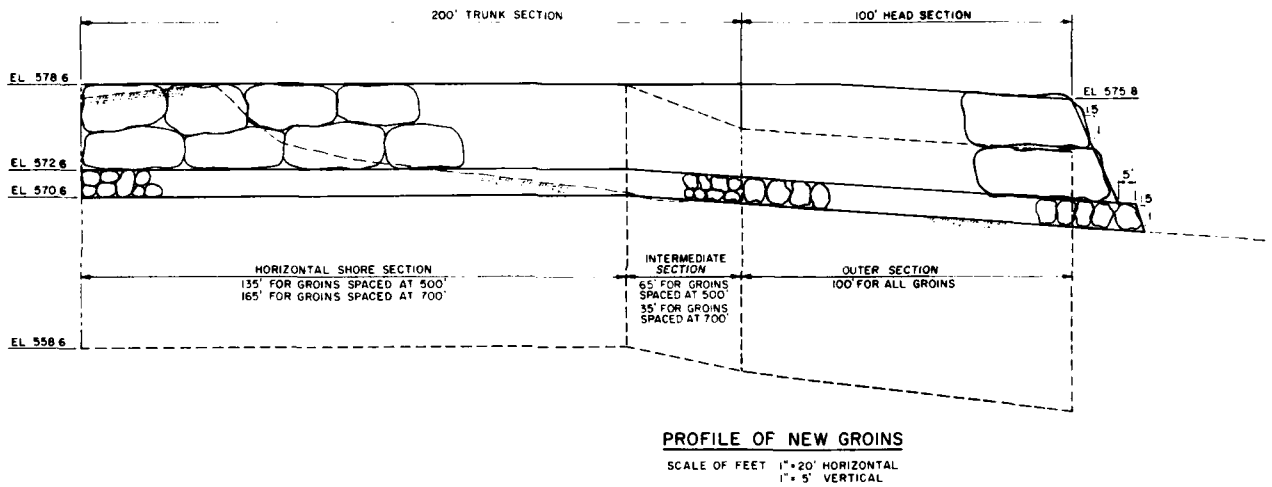 200' TRUNK SECTION
100' HEAD SECTION
EL 578.6
EL 575.8
1.5
1
EL 572.6
5'
EL 570.6
1.5
1
HORIZONTAL SHORE SECTION
135' FOR GROINS SPACED AT 500'
165' FOR GROINS SPACED AT 700'
INTERMEDIATE
SECTION
65' FOR GROINS
SPACED AT 500'
35' FOR GROINS
SPACED AT 700'
OUTER SECTION
100' FOR ALL GROINS
EL 558.6
PROFILE OF NEW GROINS
SCALE OF FEET 1"=20' HORIZONTAL
1"= 5' VERTICAL